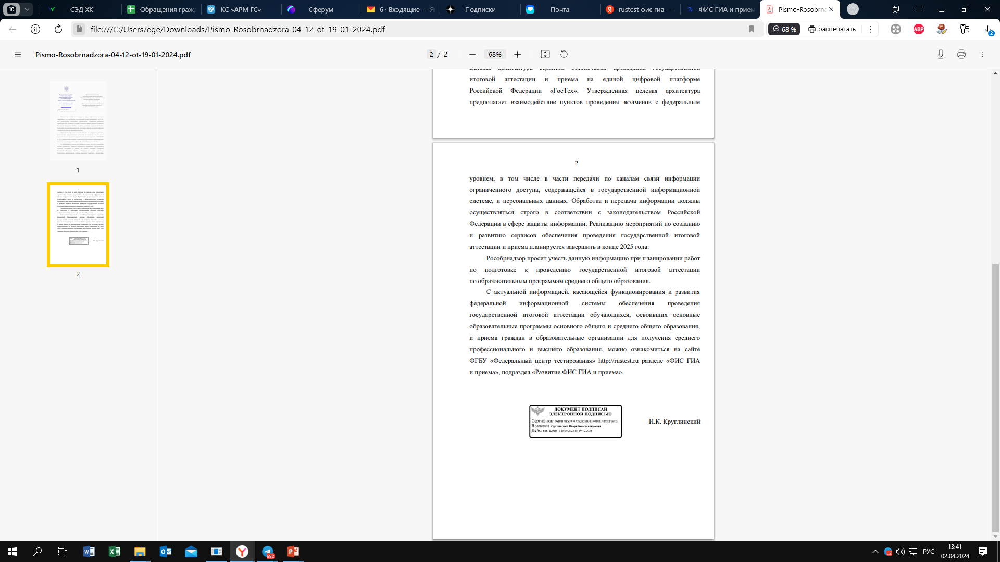 10
СЭД ХК
Обращения гражд
КС «АРМ ГС»
Сферум
6 · Входящие — Ян
Подписки
Почта
rustest фис гиа —
ФИС ГИА и прием
Pismo-Rosobrna
file:///C:/Users/ege/Downloads/Pismo-Rosobrnadzora-04-12-ot-19-01-2024.pdf
68 %
распечатать
ABP
2
Pismo-Rosobrnadzora-04-12-ot-19-01-2024.pdf
2 / 2
68%
1
2
целевая архитектура сервисов обеспечения проведения государственной
итоговой аттестации и приема на единой цифровой платформе
Российской Федерации «ГосТех». Утвержденная целевая архитектура
предполагает взаимодействие пунктов проведения экзаменов с федеральным
2
уровнем, в том числе в части передачи по каналам связи информации
ограниченного доступа, содержащейся в государственной информационной
системе, и персональных данных. Обработка и передача информации должны
осуществляться строго в соответствии с законодательством Российской
Федерации в сфере защиты информации. Реализацию мероприятий по созданию
и развитию сервисов обеспечения проведения государственной итоговой
аттестации и приема планируется завершить в конце 2025 года.
Рособрнадзор просит учесть данную информацию при планировании работ
по подготовке к проведению государственной итоговой аттестации
по образовательным программам среднего общего образования.
С актуальной информацией, касающейся функционирования и развития
федеральной информационной системы обеспечения проведения
государственной итоговой аттестации обучающихся, освоивших основные
образовательные программы основного общего и среднего общего образования,
и приема граждан в образовательные организации для получения среднего
профессионального и высшего образования, можно ознакомиться на сайте
ФГБУ «Федеральный центр тестирования» http://rustest.ru разделе «ФИС ГИА
и приема», подраздел «Развитие ФИС ГИА и приема».
ДОКУМЕНТ ПОДПИСАН
ЭЛЕКТРОННОЙ ПОДПИСЬЮ
Сертификат
Владелец Круглинский Игорь Константинович
Действителен с 26.09.2023 по 19.12.2024
И.К. Круглинский
692
РУС
13:41
02.04.2024